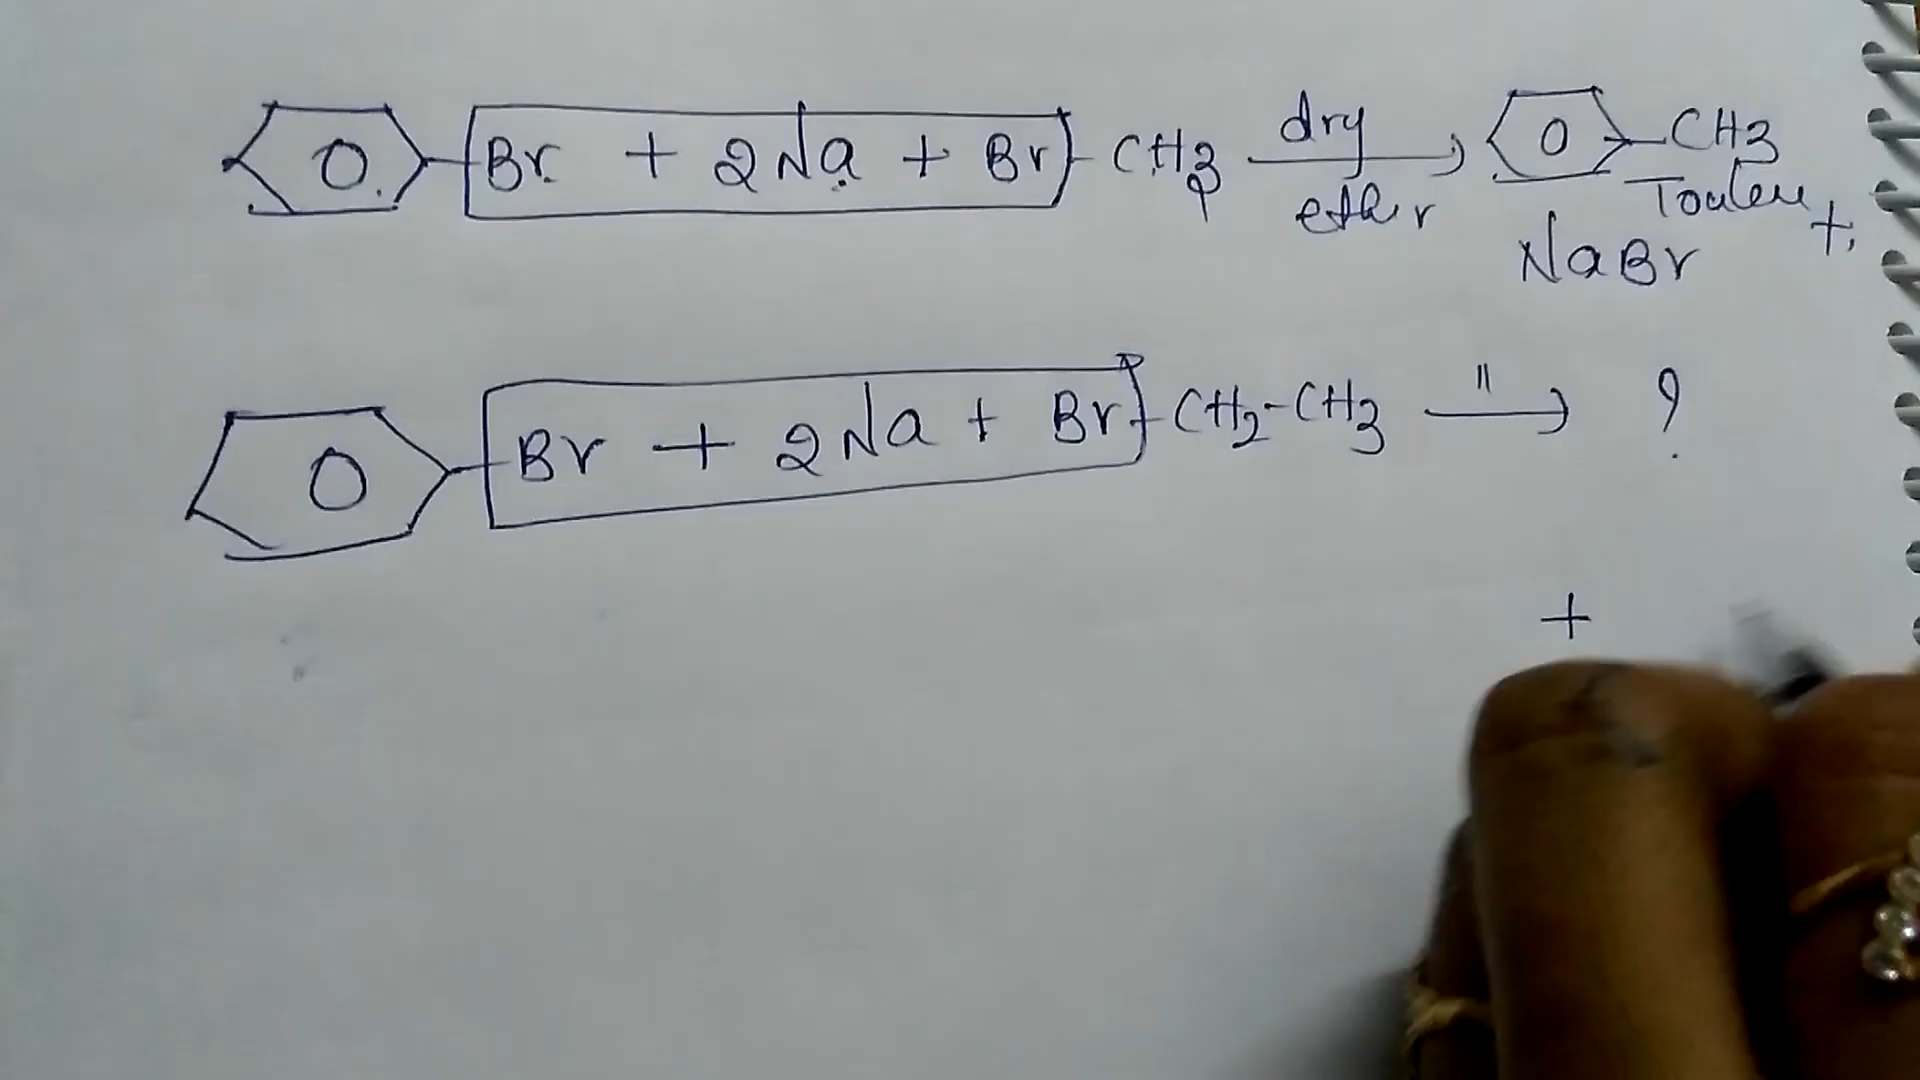 O Br + 2Na + Br CH3 dry ether → O CH3
Toulen +
NaBr
O Br + 2Na + Br CH2-CH3 " → ?
+